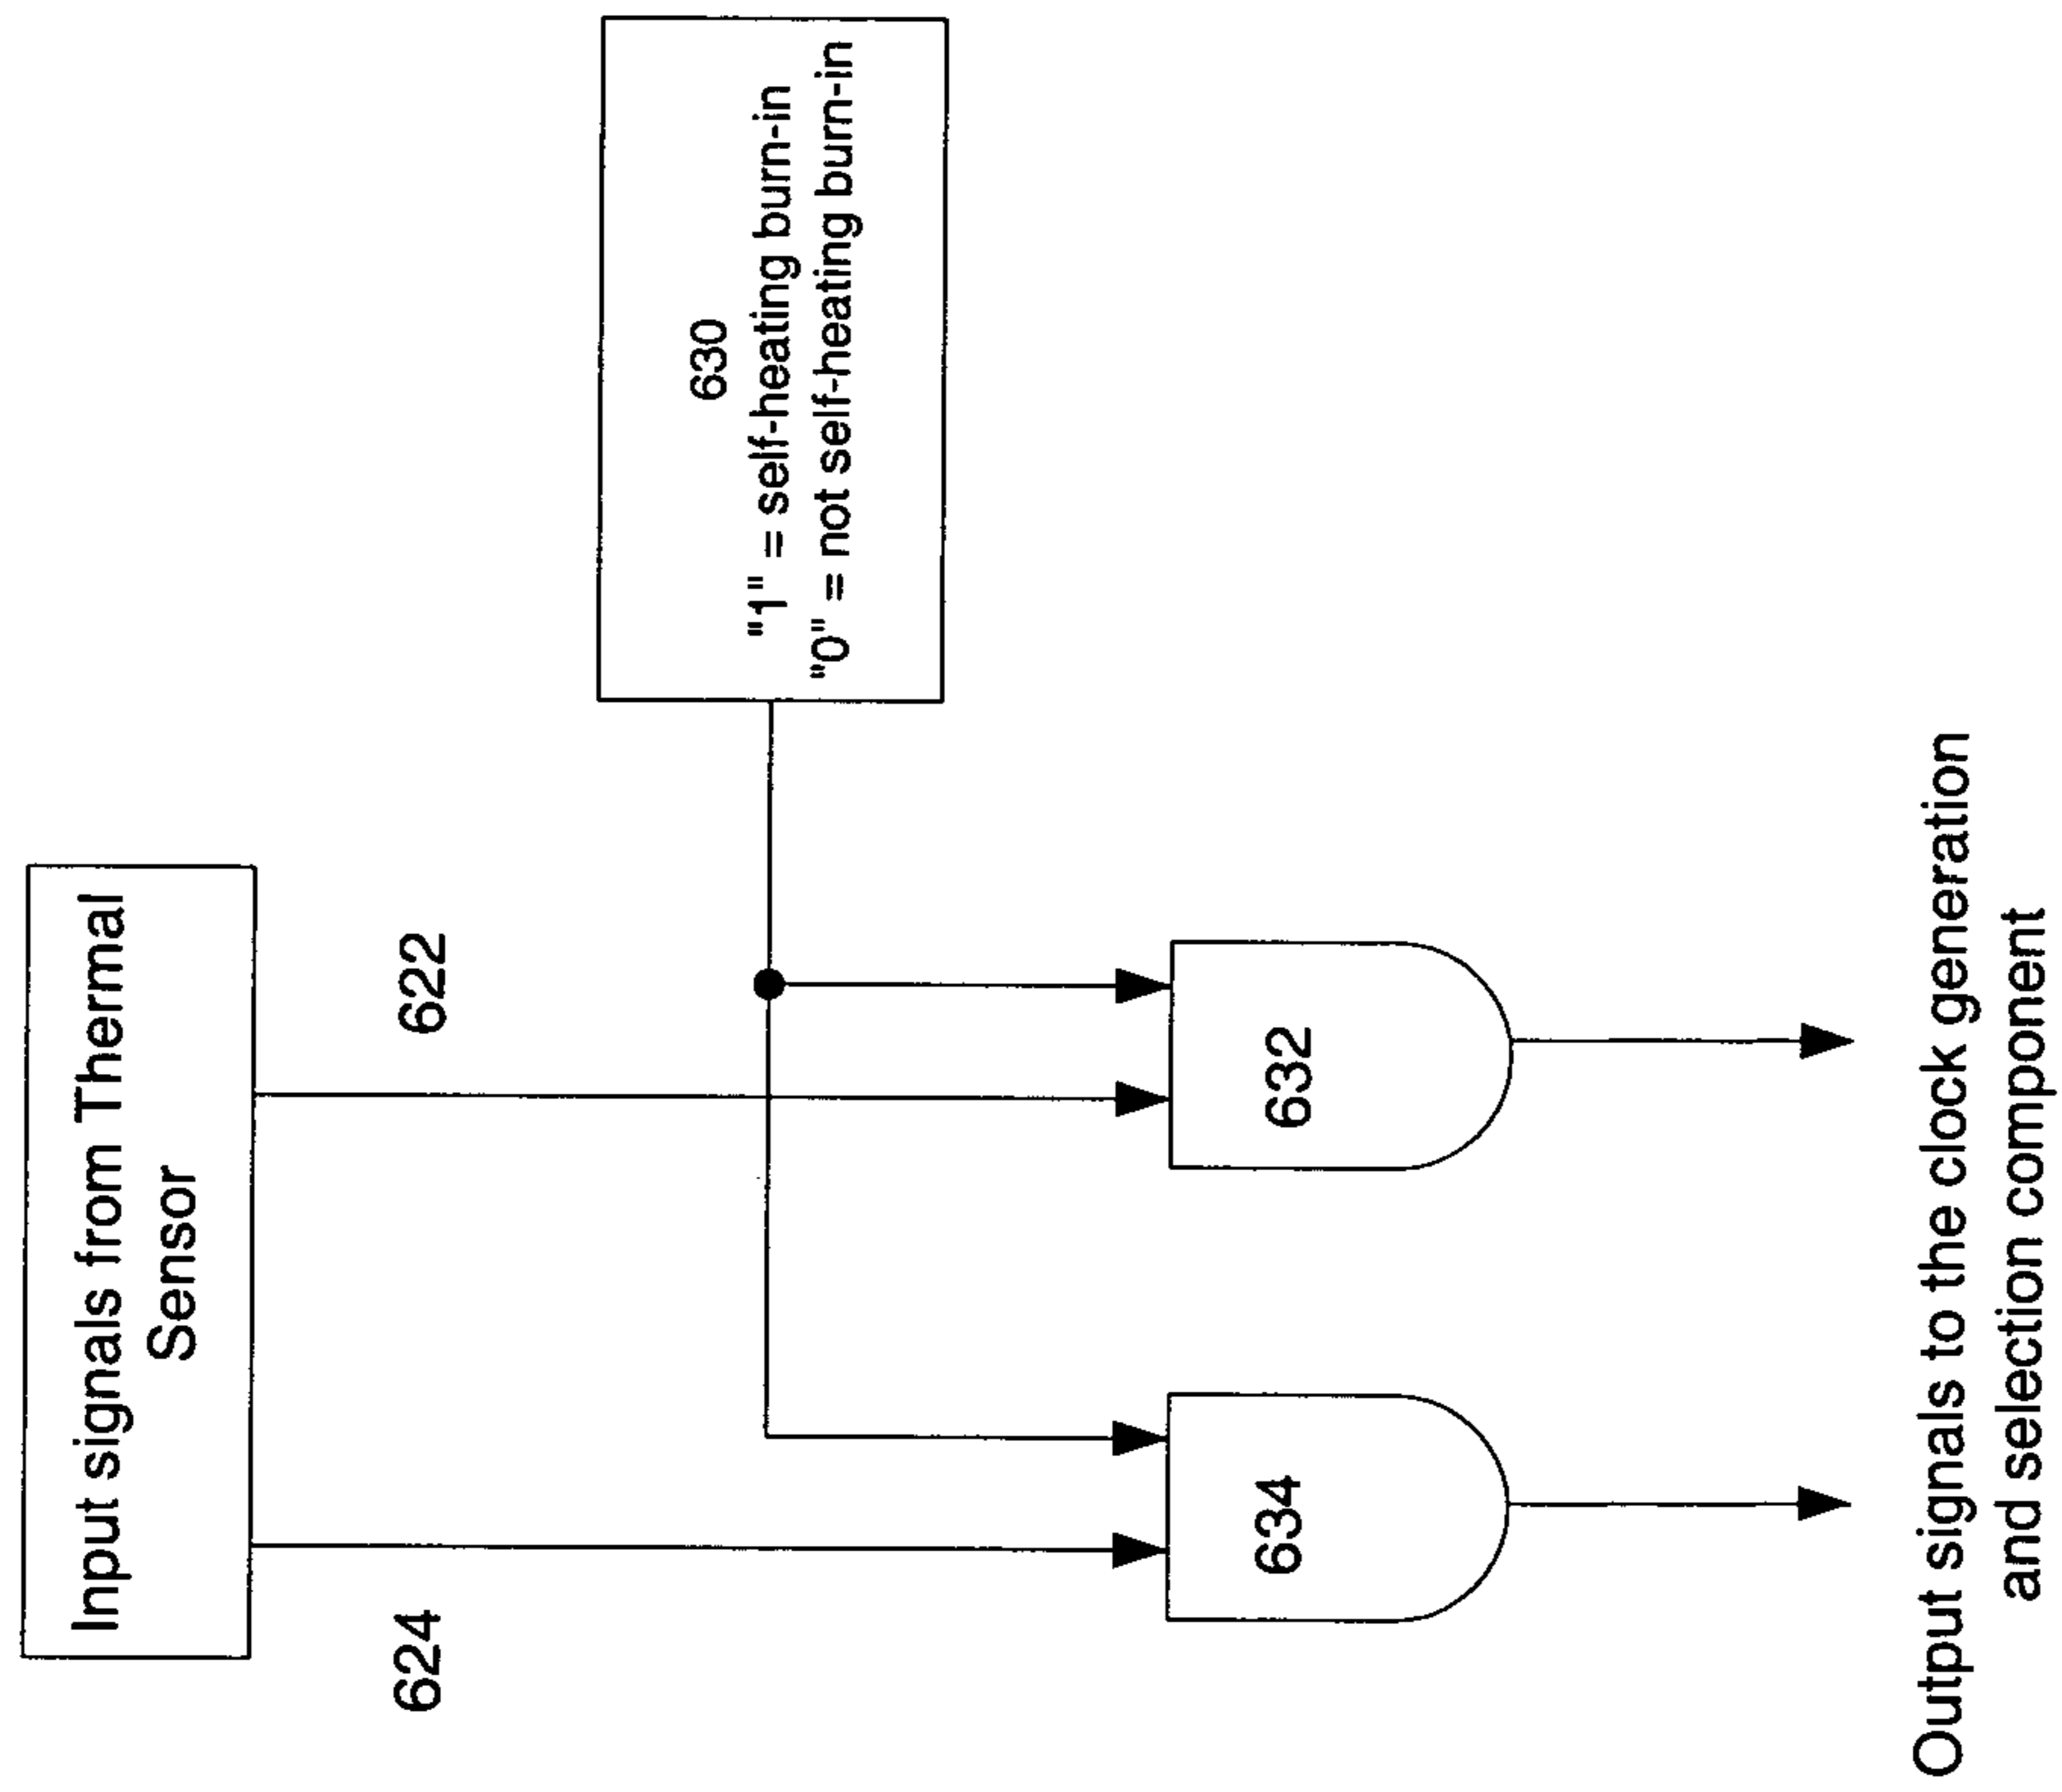 Input signals from Thermal
Sensor
624
622
630
"1" = self-heating burn-in
"0" = not self-heating burn-in
634
632
Output signals to the clock generation
and selection component